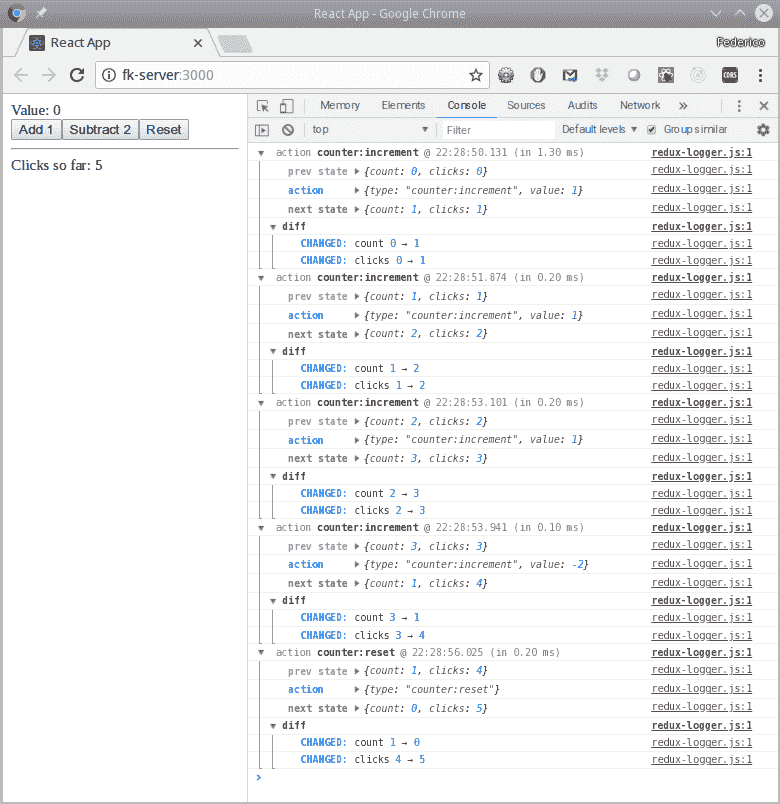 React App - Google Chrome
React App
Federico
fk-server:3000
CORS
Value: 0
Add 1 Subtract 2 Reset
Clicks so far: 5
Memory Elements Console Sources Audits Network »
top Filter Default levels Group similar
action counter:increment @ 22:28:50.131 (in 1.30 ms) redux-logger.js:1
prev state {count: 0, clicks: 0} redux-logger.js:1
action {type: "counter:increment", value: 1} redux-logger.js:1
next state {count: 1, clicks: 1} redux-logger.js:1
diff redux-logger.js:1
CHANGED: count 0 → 1 redux-logger.js:1
CHANGED: clicks 0 → 1 redux-logger.js:1
action counter:increment @ 22:28:51.874 (in 0.20 ms) redux-logger.js:1
prev state {count: 1, clicks: 1} redux-logger.js:1
action {type: "counter:increment", value: 1} redux-logger.js:1
next state {count: 2, clicks: 2} redux-logger.js:1
diff redux-logger.js:1
CHANGED: count 1 → 2 redux-logger.js:1
CHANGED: clicks 1 → 2 redux-logger.js:1
action counter:increment @ 22:28:53.101 (in 0.20 ms) redux-logger.js:1
prev state {count: 2, clicks: 2} redux-logger.js:1
action {type: "counter:increment", value: 1} redux-logger.js:1
next state {count: 3, clicks: 3} redux-logger.js:1
diff redux-logger.js:1
CHANGED: count 2 → 3 redux-logger.js:1
CHANGED: clicks 2 → 3 redux-logger.js:1
action counter:increment @ 22:28:53.941 (in 0.10 ms) redux-logger.js:1
prev state {count: 3, clicks: 3} redux-logger.js:1
action {type: "counter:increment", value: -2} redux-logger.js:1
next state {count: 1, clicks: 4} redux-logger.js:1
diff redux-logger.js:1
CHANGED: count 3 → 1 redux-logger.js:1
CHANGED: clicks 3 → 4 redux-logger.js:1
action counter:reset @ 22:28:56.025 (in 0.20 ms) redux-logger.js:1
prev state {count: 1, clicks: 4} redux-logger.js:1
action {type: "counter:reset"} redux-logger.js:1
next state {count: 0, clicks: 5} redux-logger.js:1
diff redux-logger.js:1
CHANGED: count 1 → 0 redux-logger.js:1
CHANGED: clicks 4 → 5 redux-logger.js:1